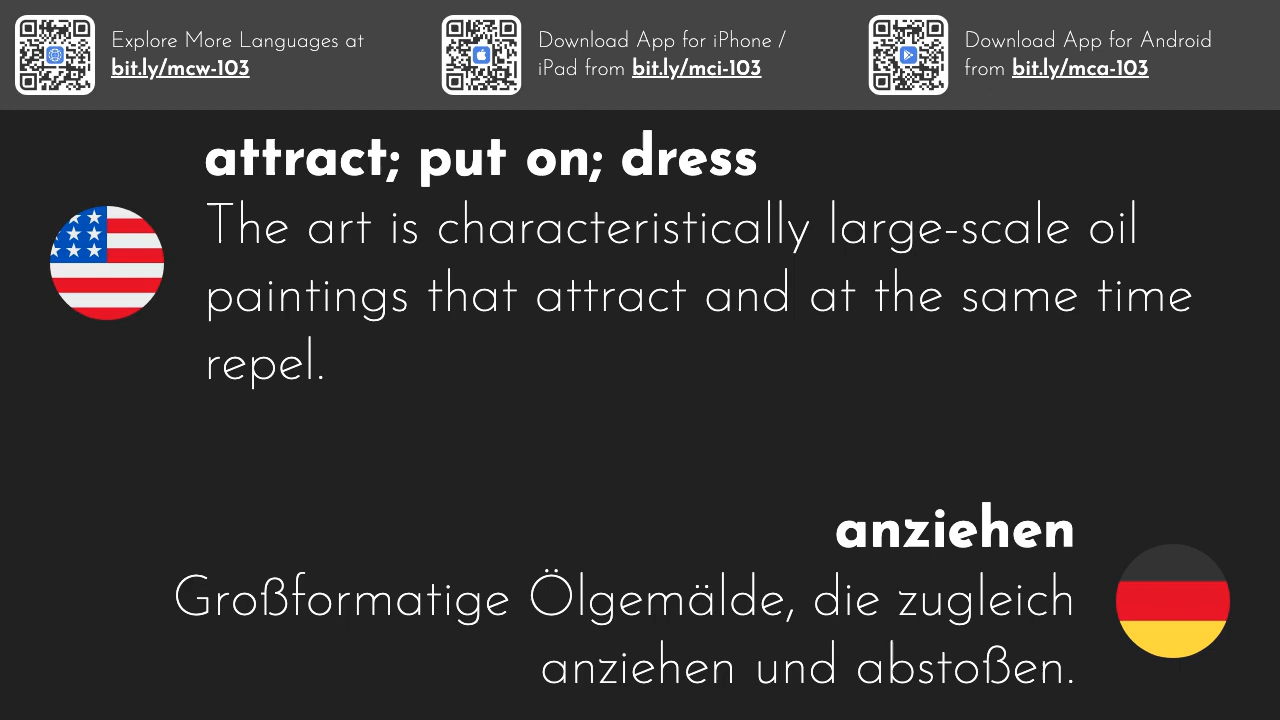 Explore More Languages at
bit.ly/mcw-103
Download App for iPhone /
iPad from bit.ly/mci-103
Download App for Android
from bit.ly/mca-103
attract; put on; dress
The art is characteristically large-scale oil
paintings that attract and at the same time
repel.
anziehen
Großformatige Ölgemälde, die zugleich
anziehen und abstoßen.